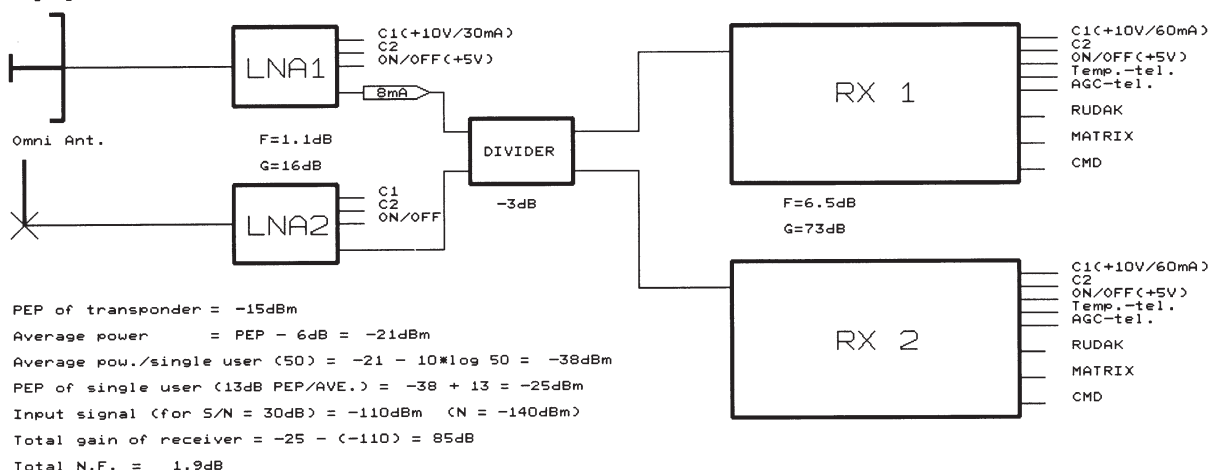 LNA1
C1(+10V/30mA)
C2
ON/OFF(+5V)
8mA
Omni Ant.
F=1.1dB
G=16dB
LNA2
C1
C2
ON/OFF
DIVIDER
-3dB
RX 1
C1(+10V/60mA)
C2
ON/OFF(+5V)
Temp.-tel.
AGC-tel.
RUDAK
MATRIX
CMD
F=6.5dB
G=73dB
RX 2
C1(+10V/60mA)
C2
ON/OFF(+5V)
Temp.-tel.
AGC-tel.
RUDAK
MATRIX
CMD
PEP of transponder = -15dBm
Average power = PEP - 6dB = -21dBm
Average pow./single user (50) = -21 - 10*log 50 = -38dBm
PEP of single user (13dB PEP/AVE.) = -38 + 13 = -25dBm
Input signal (for S/N = 30dB) = -110dBm (N = -140dBm)
Total gain of receiver = -25 - (-110) = 85dB
Total N.F. = 1.9dB